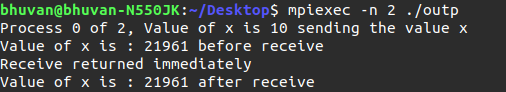 bhuvan@bhuvan-N550JK:~/Desktop$ mpiexec -n 2 ./outp
Process 0 of 2, Value of x is 10 sending the value x
Value of x is : 21961 before receive
Receive returned immediately
Value of x is : 21961 after receive